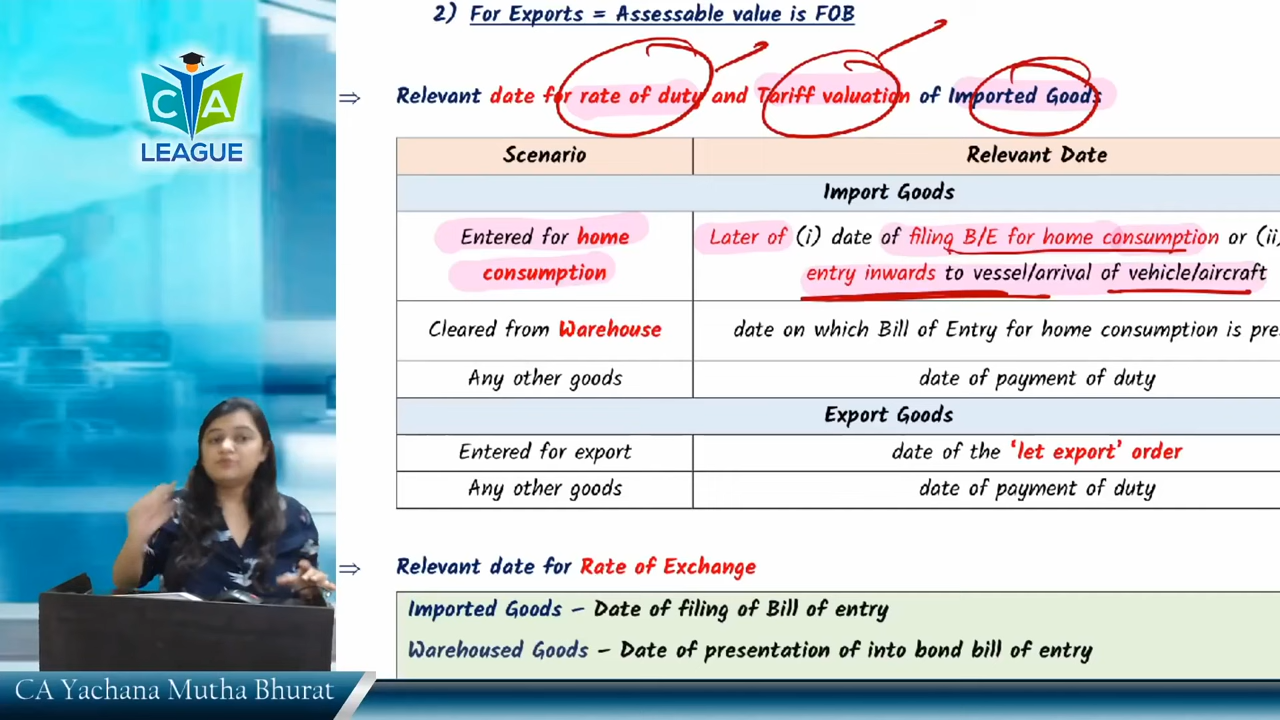 2) For Exports = Assessable value is FOB
CA
LEAGUE
⇒ Relevant date for rate of duty and Tariff valuation of Imported Goods
Scenario
Relevant Date
Import Goods
Entered for home
consumption
Later of (i) date of filing B/E for home consumption or (ii)
entry inwards to vessel/arrival of vehicle/aircraft
Cleared from Warehouse
date on which Bill of Entry for home consumption is pre
Any other goods
date of payment of duty
Export Goods
Entered for export
date of the ‘let export’ order
Any other goods
date of payment of duty
⇒ Relevant date for Rate of Exchange
Imported Goods – Date of filing of Bill of entry
Warehoused Goods – Date of presentation of into bond bill of entry
CA Yachana Mutha Bhurat